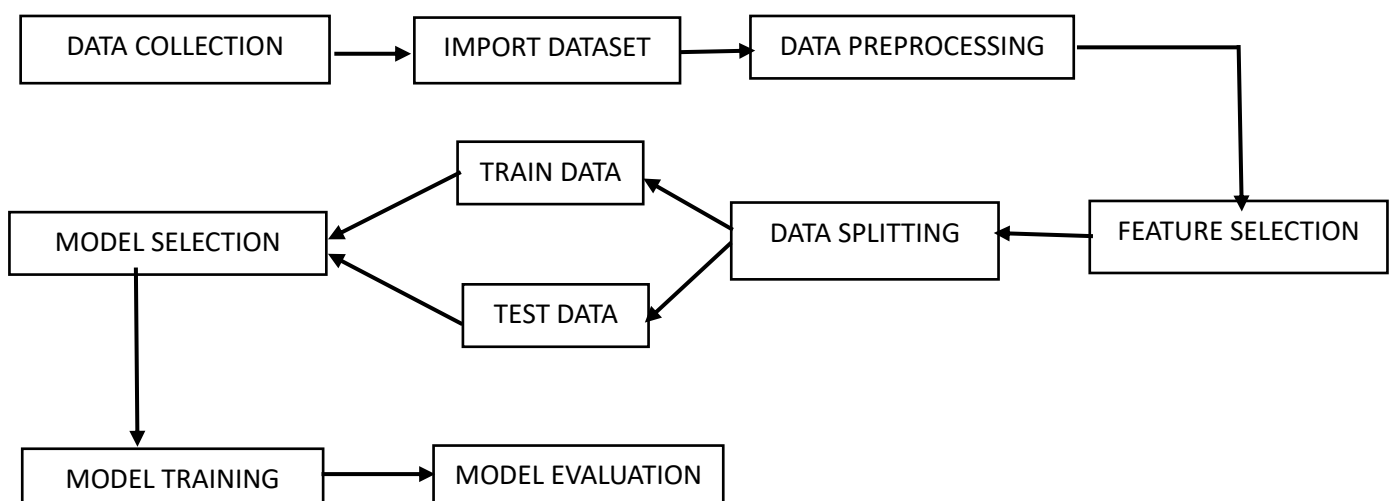 DATA COLLECTION
IMPORT DATASET
DATA PREPROCESSING
TRAIN DATA
MODEL SELECTION
DATA SPLITTING
FEATURE SELECTION
TEST DATA
MODEL TRAINING
MODEL EVALUATION